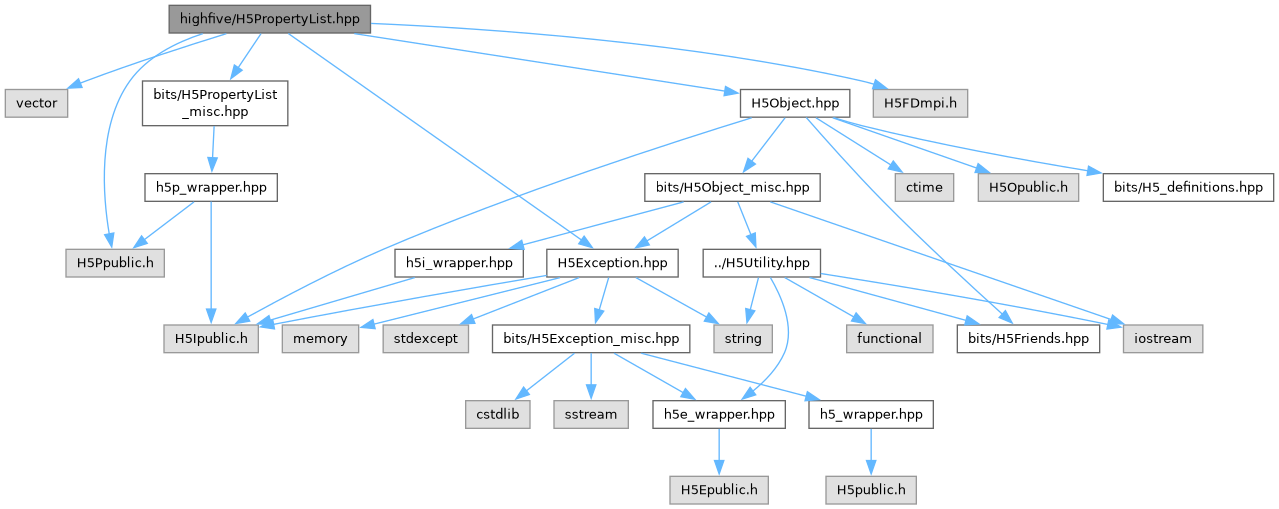 highfive/H5PropertyList.hpp
vector
bits/H5PropertyList
_misc.hpp
H5Object.hpp
H5FDmpi.h
h5p_wrapper.hpp
bits/H5Object_misc.hpp
ctime
H5Opublic.h
bits/H5_definitions.hpp
H5Ppublic.h
h5i_wrapper.hpp
H5Exception.hpp
../H5Utility.hpp
H5Ipublic.h
memory
stdexcept
bits/H5Exception_misc.hpp
string
functional
bits/H5Friends.hpp
iostream
cstdlib
sstream
h5e_wrapper.hpp
h5_wrapper.hpp
H5Epublic.h
H5public.h